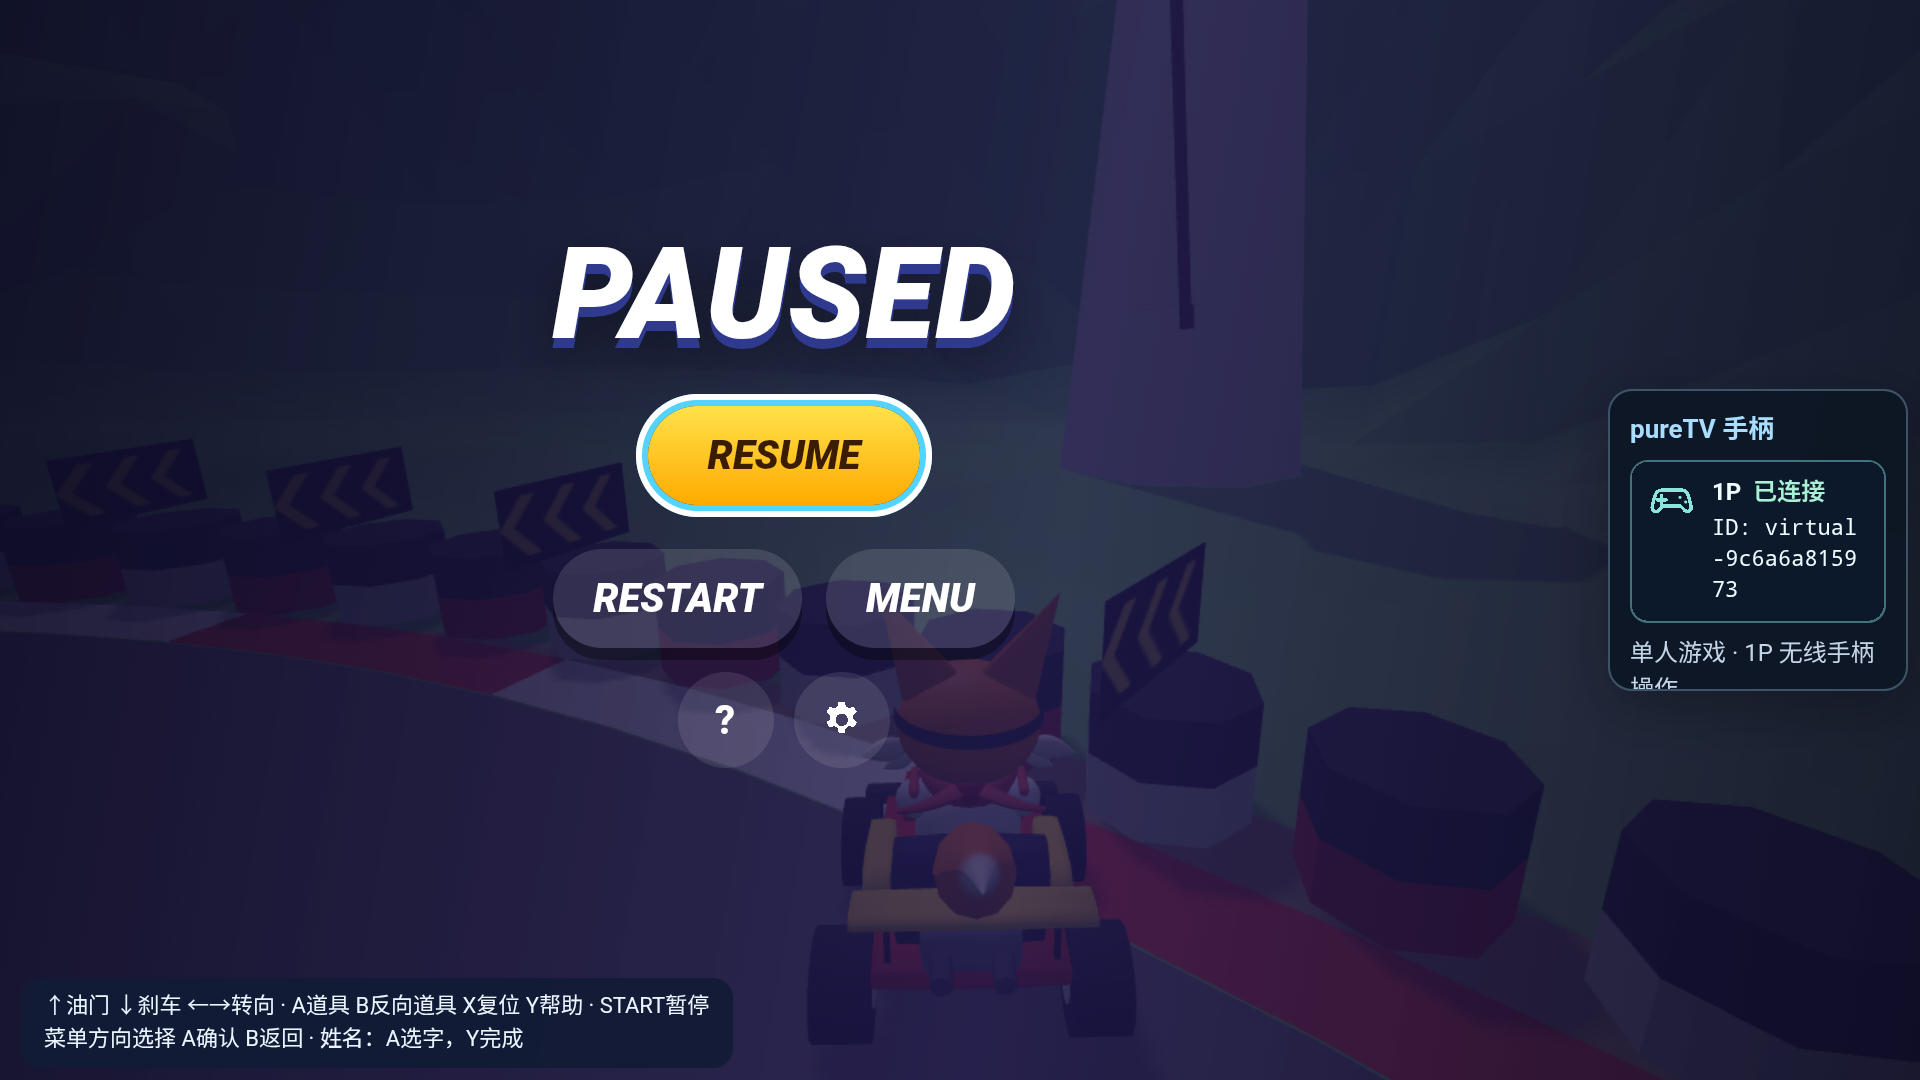 PAUSED
RESUME
RESTART
MENU
?
pureTV 手柄
1P 已连接
ID: virtual
-9c6a6a8159
73
单人游戏 · 1P 无线手柄
操作
↑油门 ↓刹车 ←→转向 · A道具 B反向道具 X复位 Y帮助 · START暂停
菜单方向选择 A确认 B返回 · 姓名：A选字，Y完成